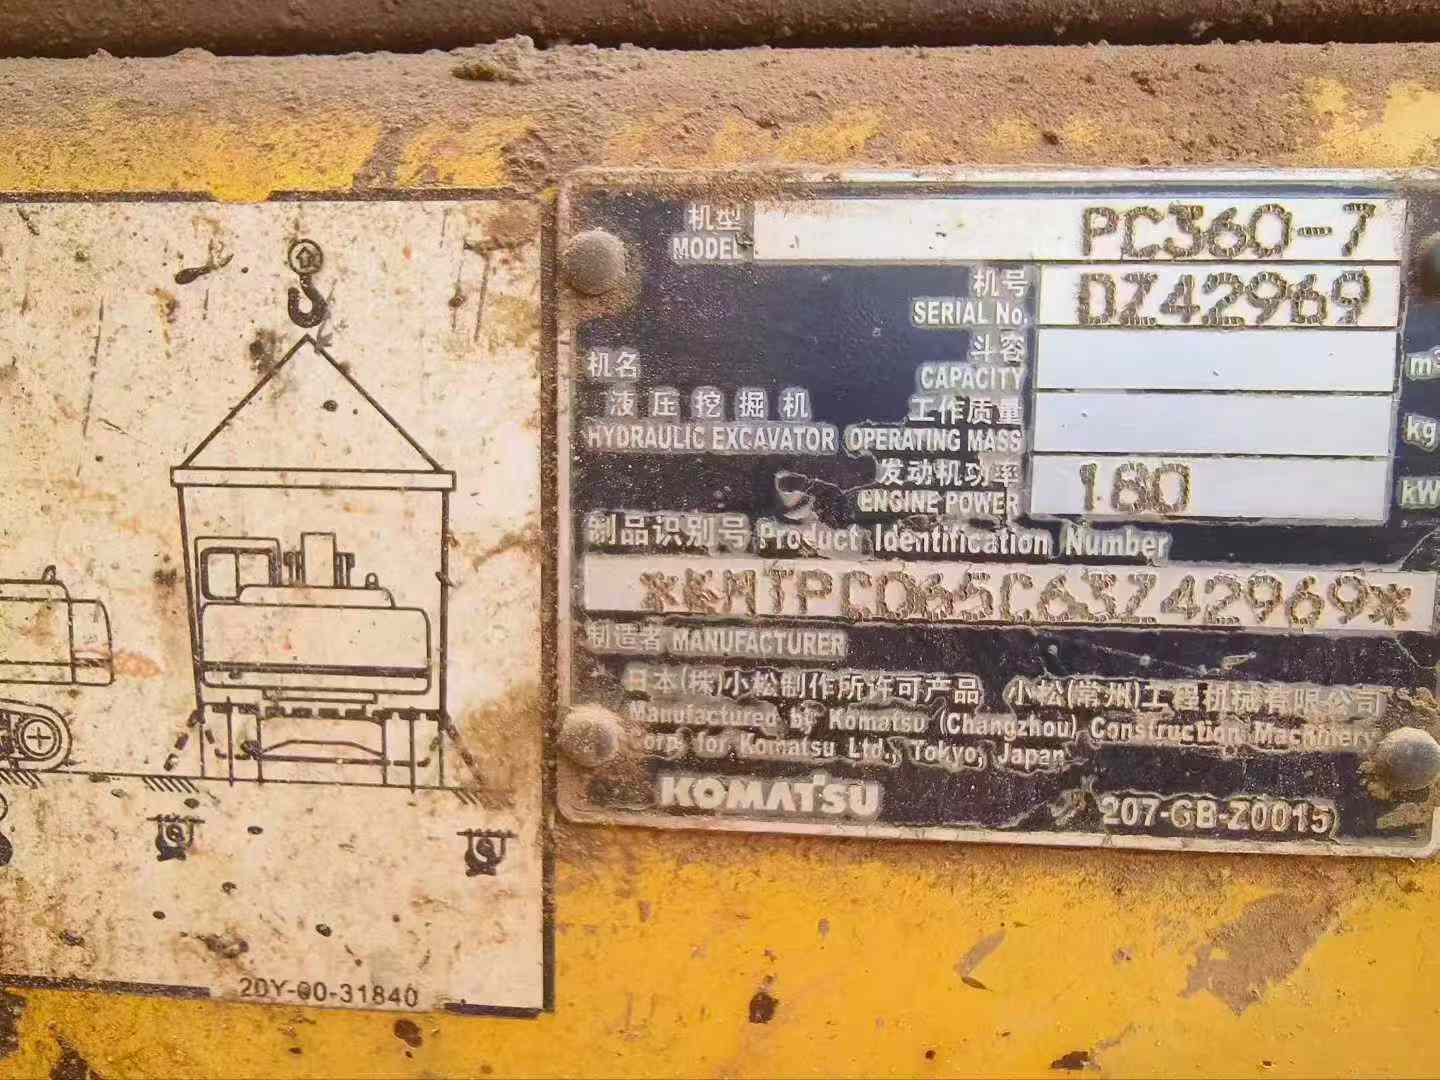 机型
MODEL
PC360-7
机号
SERIAL No.
DZ42969
斗容
CAPACITY
m³
机名
液压挖掘机
HYDRAULIC EXCAVATOR
工作质量
OPERATING MASS
kg
发动机功率
ENGINE POWER
180
kW
制品识别号 Product Identification Number
*KMTPC065C63Z42969*
制造者 MANUFACTURER
日本(株)小松制作所许可产品 小松(常州)工程机械有限公司
Manufactured by Komatsu (Changzhou) Construction Machinery
Corp. for Komatsu Ltd., Tokyo, Japan
KOMATSU
207-GB-Z0015
20Y-00-31840